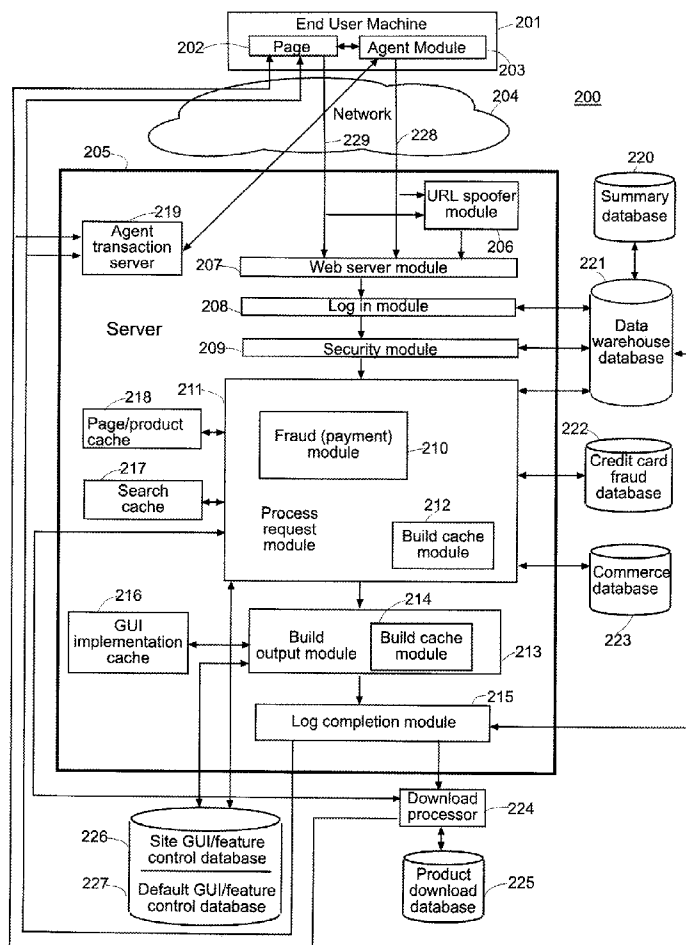 End User Machine
201
202
Page
Agent Module
203
204
Network
200
229
228
205
220
URL spoofer
module
Summary
database
219
Agent
transaction
server
206
221
207
Web server module
208
Log in module
Server
Data
warehouse
database
209
Security module
211
218
Page/product
cache
Fraud (payment)
module
210
222
217
Credit card
fraud
database
Search
cache
212
Process
request
module
Build cache
module
Commerce
database
216
214
223
GUI
implementation
cache
Build
output module
Build cache
module
213
215
Log completion module
Download
processor
224
226
Site GUI/feature
control database
227
Default GUI/feature
control database
Product
download
database
225